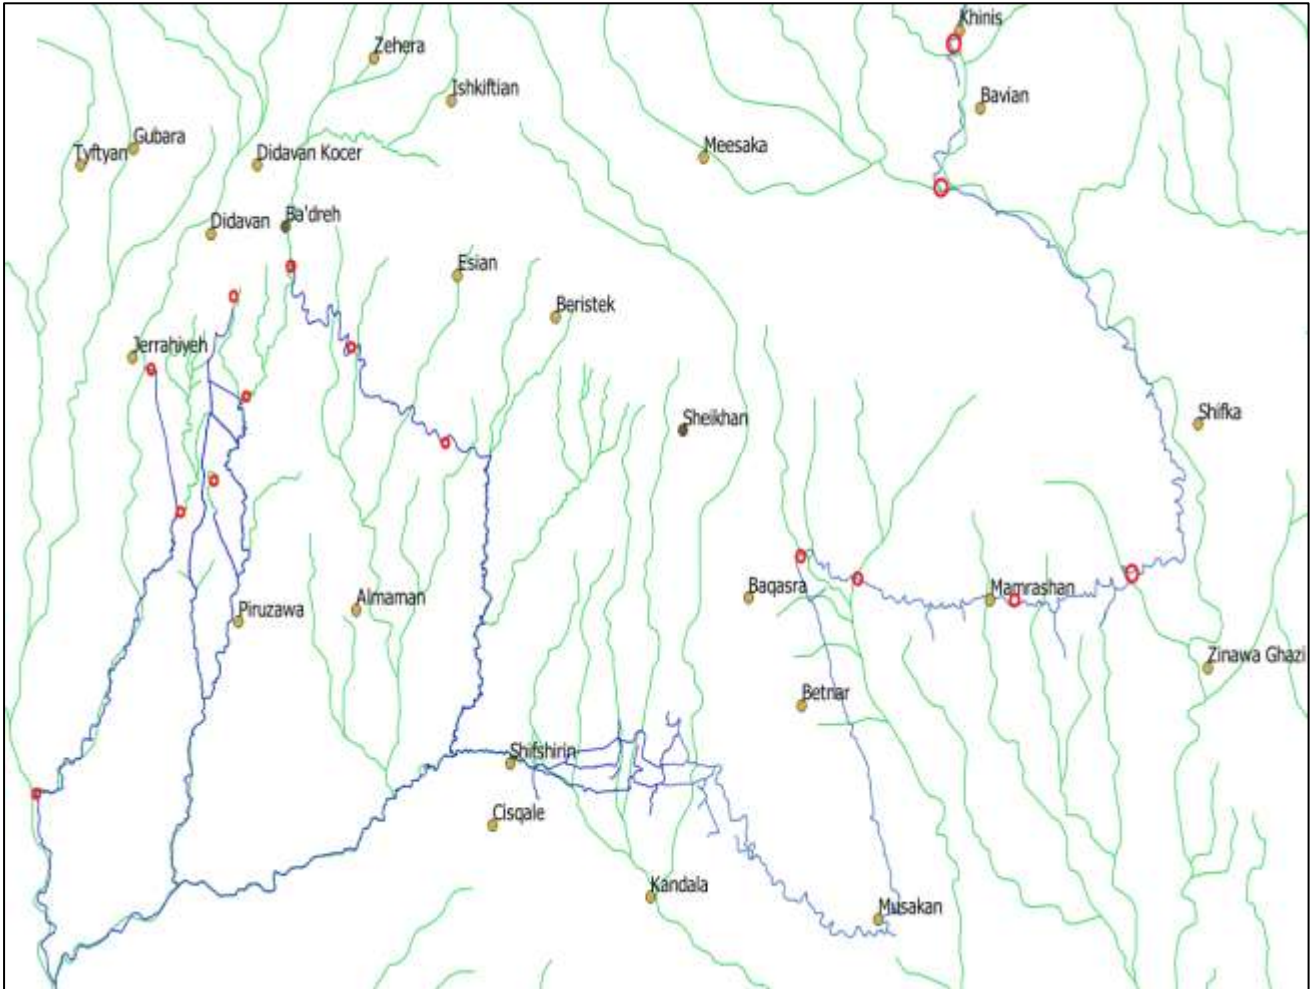 Khinis
Zehera
Ishkiftian
Bavian
Gubara
Tyftyan
Didavan Kocer
Meesaka
Didavan
Ba'dreh
Esian
Beristek
Jerrahiyeh
Sheikhan
Shifka
Baqasra
Mamrashan
Almaman
Piruzawa
Zinawa Ghazi
Betnar
Shifshirin
Cisqale
Kandala
Musakan